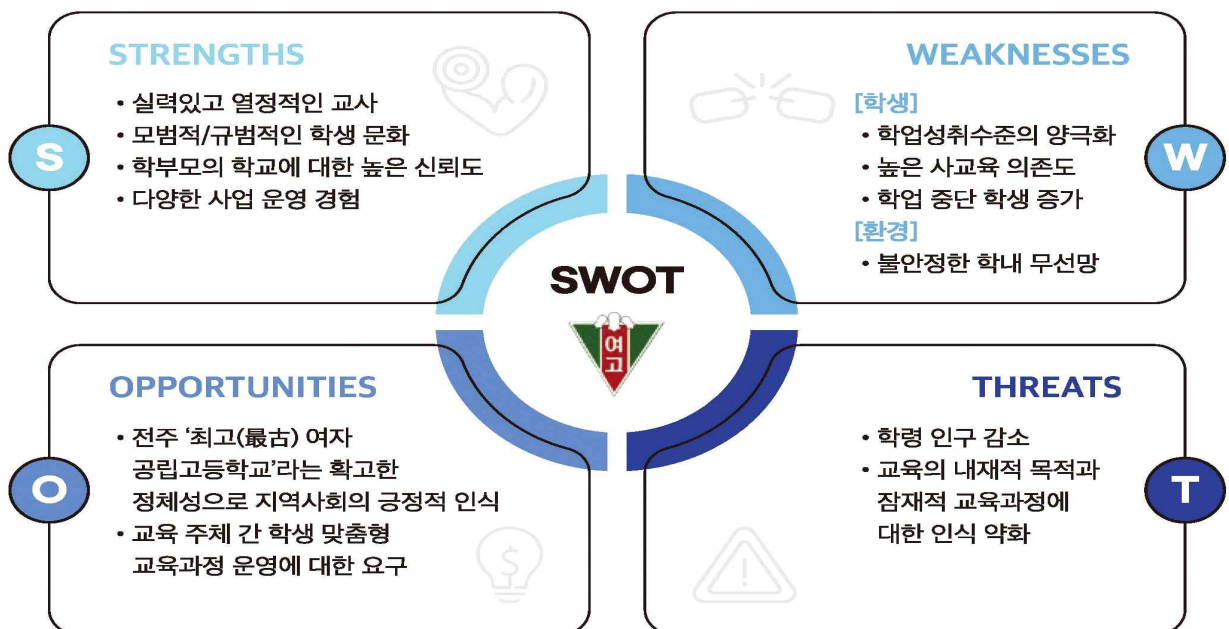 STRENGTHS
• 실력있고 열정적인 교사
• 모범적/규범적인 학생 문화
• 학부모의 학교에 대한 높은 신뢰도
• 다양한 사업 운영 경험
S
WEAKNESSES
[학생]
• 학업성취수준의 양극화
• 높은 사교육 의존도
• 학업 중단 학생 증가
[환경]
• 불안정한 학내 무선망
W
SWOT
여
고
OPPORTUNITIES
• 전주 ‘최고(最古) 여자
공립고등학교’라는 확고한
정체성으로 지역사회의 긍정적 인식
• 교육 주체 간 학생 맞춤형
교육과정 운영에 대한 요구
O
$
THREATS
• 학령 인구 감소
• 교육의 내재적 목적과
잠재적 교육과정에
대한 인식 약화
T
!